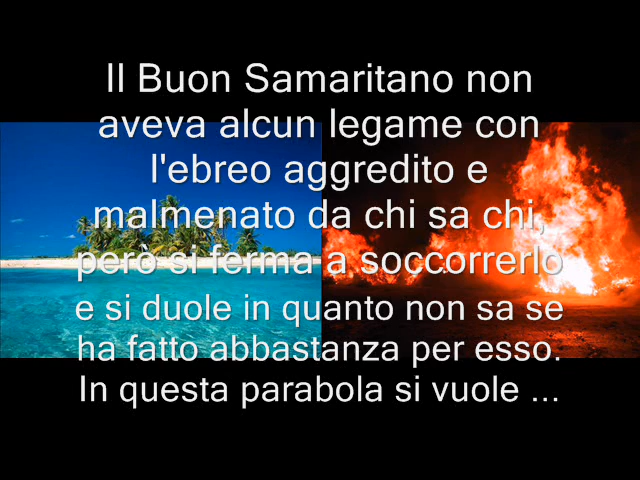 Il Buon Samaritano non
aveva alcun legame con
l'ebreo aggredito e
malmenato da chi sa chi,
però si ferma a soccorrerlo
e si duole in quanto non sa se
ha fatto abbastanza per esso.
In questa parabola si vuole ...